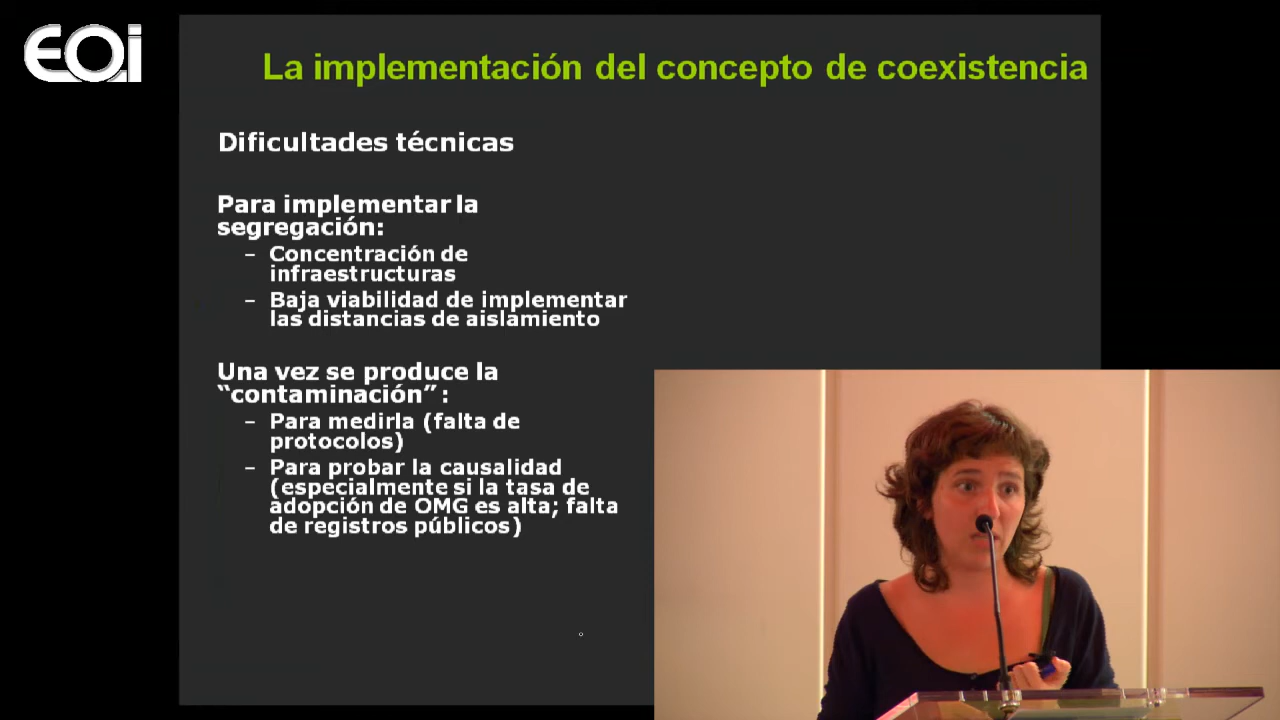 EOi
La implementación del concepto de coexistencia
Dificultades técnicas
Para implementar la
segregación:
– Concentración de
infraestructuras
– Baja viabilidad de implementar
las distancias de aislamiento
Una vez se produce la
“contaminación”:
– Para medirla (falta de
protocolos)
– Para probar la causalidad
(especialmente si la tasa de
adopción de OMG es alta; falta
de registros públicos)